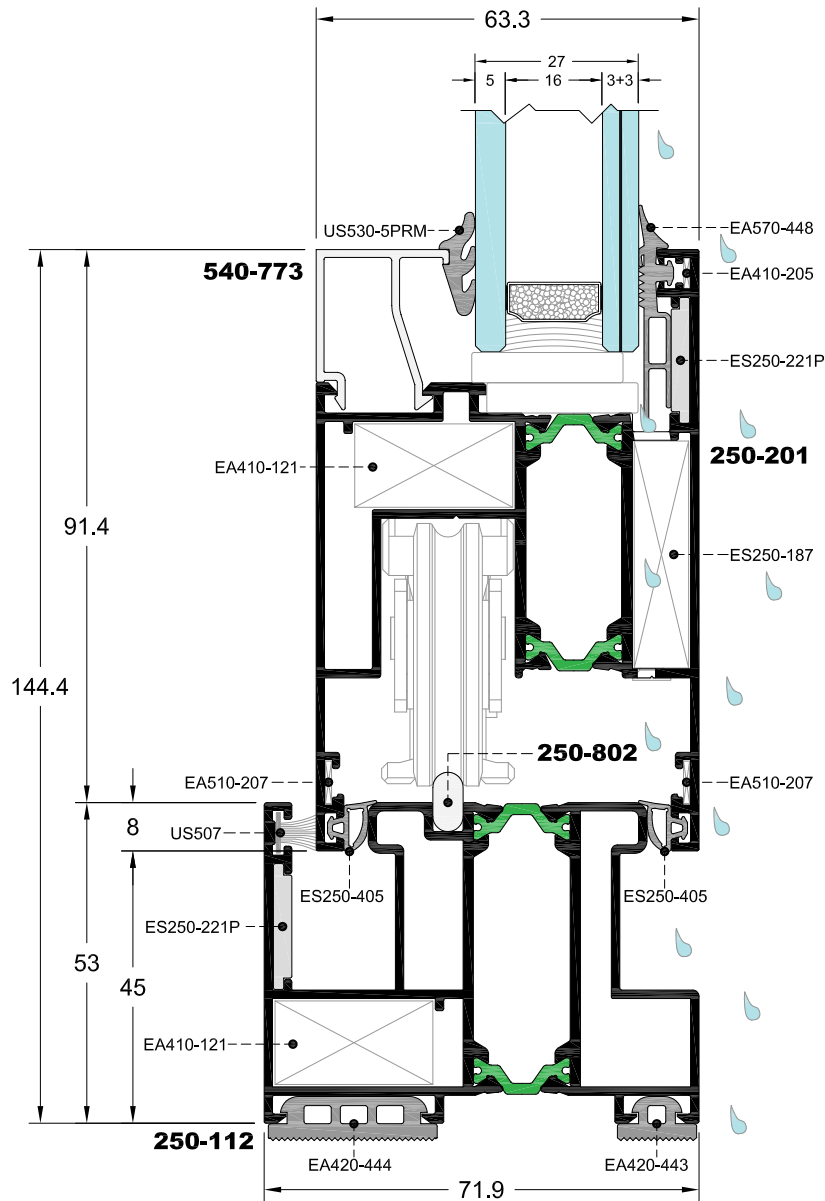 63.3
27
5
16
3+3
US530-5PRM
EA570-448
540-773
EA410-205
ES250-221P
250-201
EA410-121
91.4
ES250-187
144.4
250-802
EA510-207
EA510-207
8
US507
ES250-405
ES250-405
ES250-221P
53
45
EA410-121
250-112
EA420-444
EA420-443
71.9